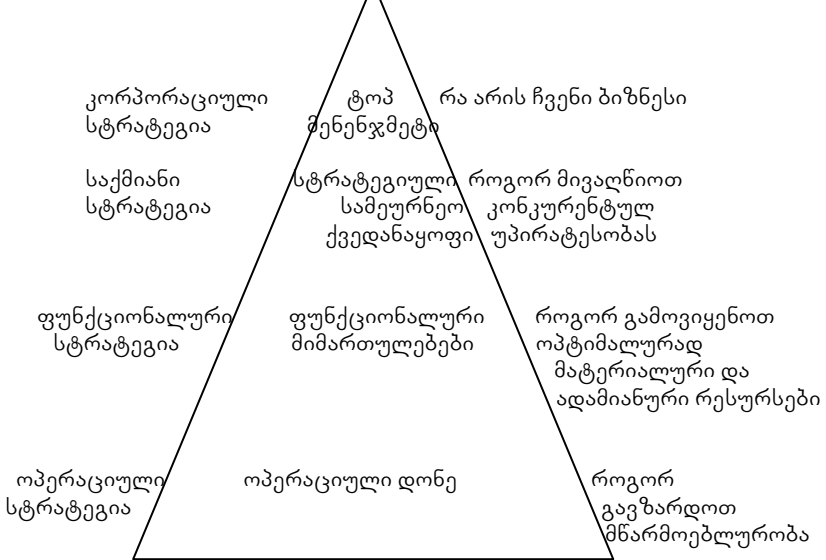 კორპორაციული
სტრატეგია
ტოპ
მენენჯმეტი
რა არის ჩვენი ბიზნესი
საქმიანი
სტრატეგია
სტრატეგიული
სამეურნეო
ქვედანაყოფი
როგორ მივაღწიოთ
კონკურენტულ
უპირატესობას
ფუნქციონალური
სტრატეგია
ფუნქციონალური
მიმართულებები
როგორ გამოვიყენოთ
ოპტიმალურად
მატერიალური და
ადამიანური რესურსები
ოპერაციული
სტრატეგია
ოპერაციული დონე
როგორ
გავზარდოთ
მწარმოებლურობა